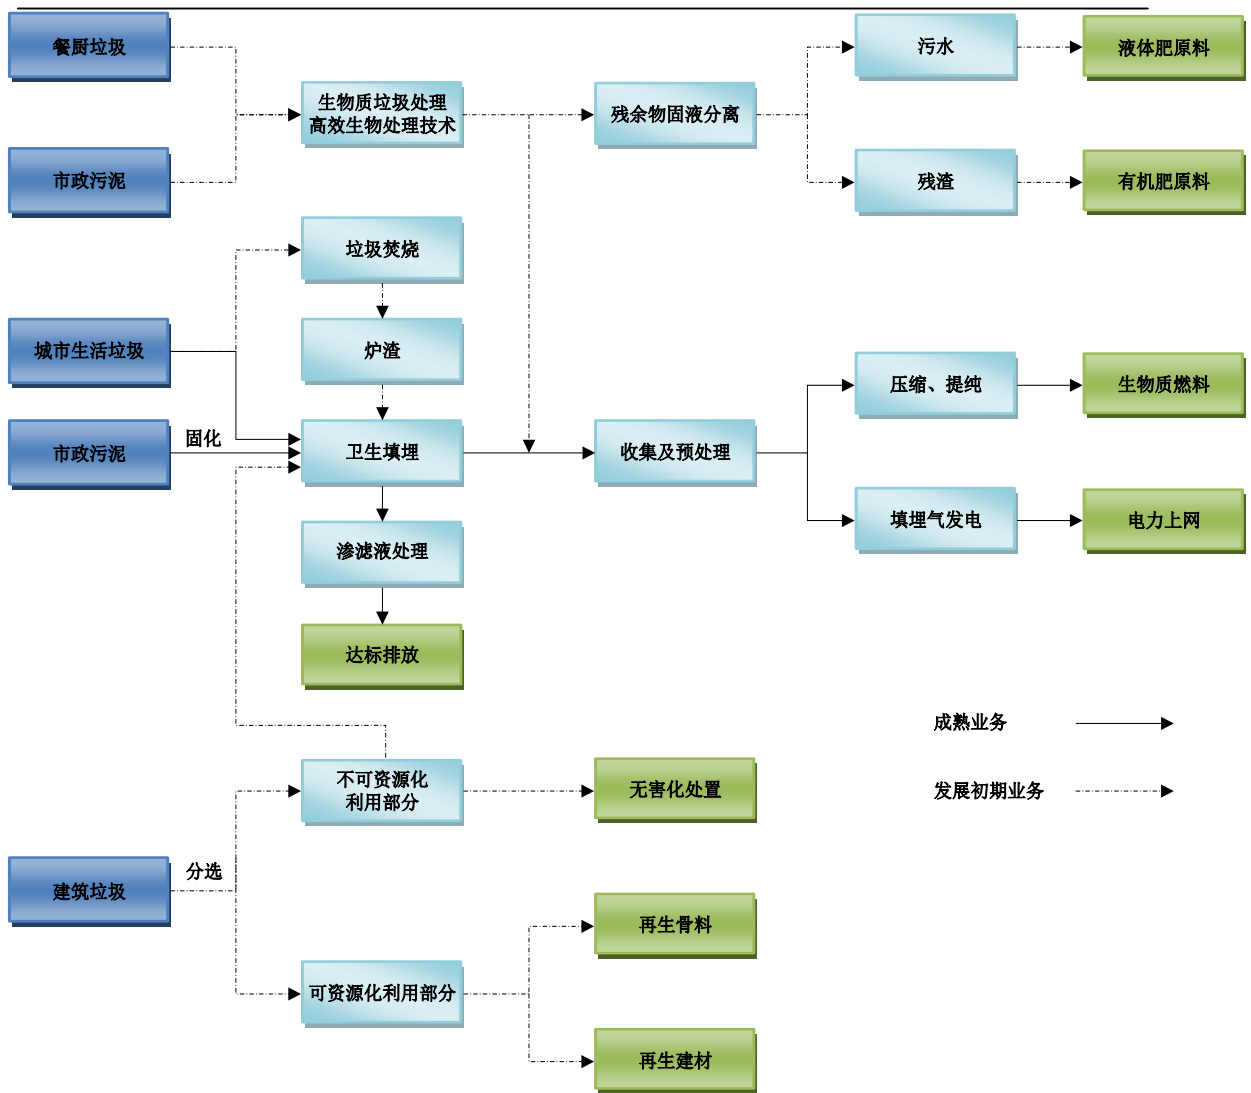 餐厨垃圾
污水
液体肥原料
生物质垃圾处理
高效生物处理技术
残余物固液分离
市政污泥
残渣
有机肥原料
垃圾焚烧
城市生活垃圾
炉渣
压缩、提纯
生物质燃料
市政污泥
固化
卫生填埋
收集及预处理
填埋气发电
电力上网
渗滤液处理
达标排放
成熟业务
不可资源化
利用部分
无害化处置
发展初期业务
建筑垃圾
分选
再生骨料
可资源化利用部分
再生建材